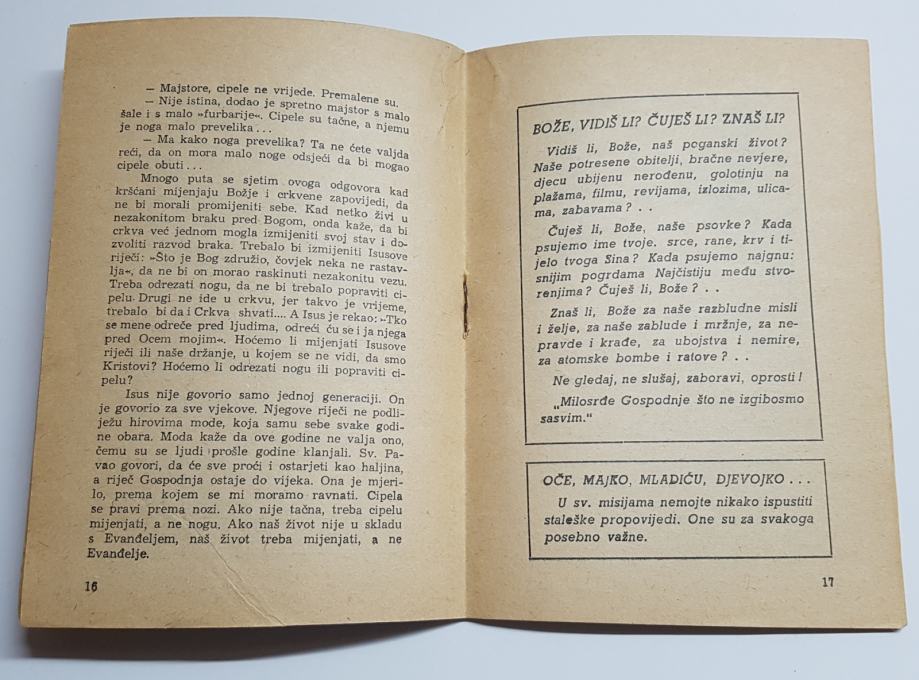 — Majstore, cipele ne vrijede. Premalene su.
— Nije istina, dodao je spretno majstor s malo
šale i s malo »furbarije«. Cipele su tačne, a njemu
je noga malo prevelika . . .
— Ma kako noga prevelika? Ta ne ćete valjda
reći, da on mora malo noge odsjeći da bi mogao
cipele obuti . . .
Mnogo puta se sjetim ovoga odgovora kad
kršćani mijenjaju Božje i crkvene zapovijedi, da
ne bi morali promijeniti sebe. Kad netko živi u
nezakonitom braku pred Bogom, onda kaže, da bi
crkva već jednom mogla izmijeniti svoj stav i do-
zvoliti razvod braka. Trebalo bi izmijeniti Isusove
riječi: »Što je Bog združio, čovjek neka ne rastav-
lja«, da ne bi on morao raskinuti nezakonitu vezu.
Treba odrezati nogu, da ne bi trebalo popraviti ci-
pelu. Drugi ne ide u crkvu, jer takvo je vrijeme,
trebalo bi da i Crkva shvati.... A Isus je rekao: »Tko
se mene odreče pred ljudima, odreći ću se i ja njega
pred Ocem mojim«. Hoćemo li mijenjati Isusove
riječi ili naše držanje, u kojem se ne vidi, da smo
Kristovi? Hoćemo li odrezati nogu ili popraviti ci-
pelu?
Isus nije govorio samo jednoj generaciji. On
je govorio za sve vjekove. Njegove riječi ne podli-
ježu hirovima mode, koja samu sebe svake godi-
ne obara. Moda kaže da ove godine ne valja ono,
čemu su se ljudi prošle godine klanjali. Sv. Pa-
vao govori, da će sve proći i ostarjeti kao haljina,
a riječ Gospodnja ostaje do vijeka. Ona je mjeri-
lo, prema kojem se mi moramo ravnati. Cipela
se pravi prema nozi. Ako nije tačna, treba cipelu
mijenjati, a ne nogu. Ako naš život nije u skladu
s Evanđeljem, naš život treba mijenjati, a ne
Evanđelje.
16
BOŽE, VIDIŠ LI? ČUJEŠ LI? ZNAŠ LI?
Vidiš li, Bože, naš poganski život?
Naše potresene obitelji, bračne nevjere,
djecu ubijenu nerođenu, golotinju na
plažama, filmu, revijama, izlozima, ulica-
ma, zabavama ? . .
Čuješ li, Bože, naše psovke? Kada
psujemo ime tvoje. srce, rane, krv i ti-
jelo tvoga Sina? Kada psujemo najgnu:
snijim pogrdama Najčistiju među stvo-
renjima? Čuješ li, Bože ? . .
Znaš li, Bože za naše razbludne misli
i želje, za naše zablude i mržnje, za ne-
pravde i krađe, za ubojstva i nemire,
za atomske bombe i ratove ? . .
Ne gledaj, ne slušaj, zaboravi, oprosti!
„Milosrđe Gospodnje što ne izgibosmo
sasvim.“
OČE, MAJKO, MLADIĆU, DJEVOJKO . . .
U sv. misijama nemojte nikako ispustiti
staleške propovijedi. One su za svakoga
posebno važne.
17